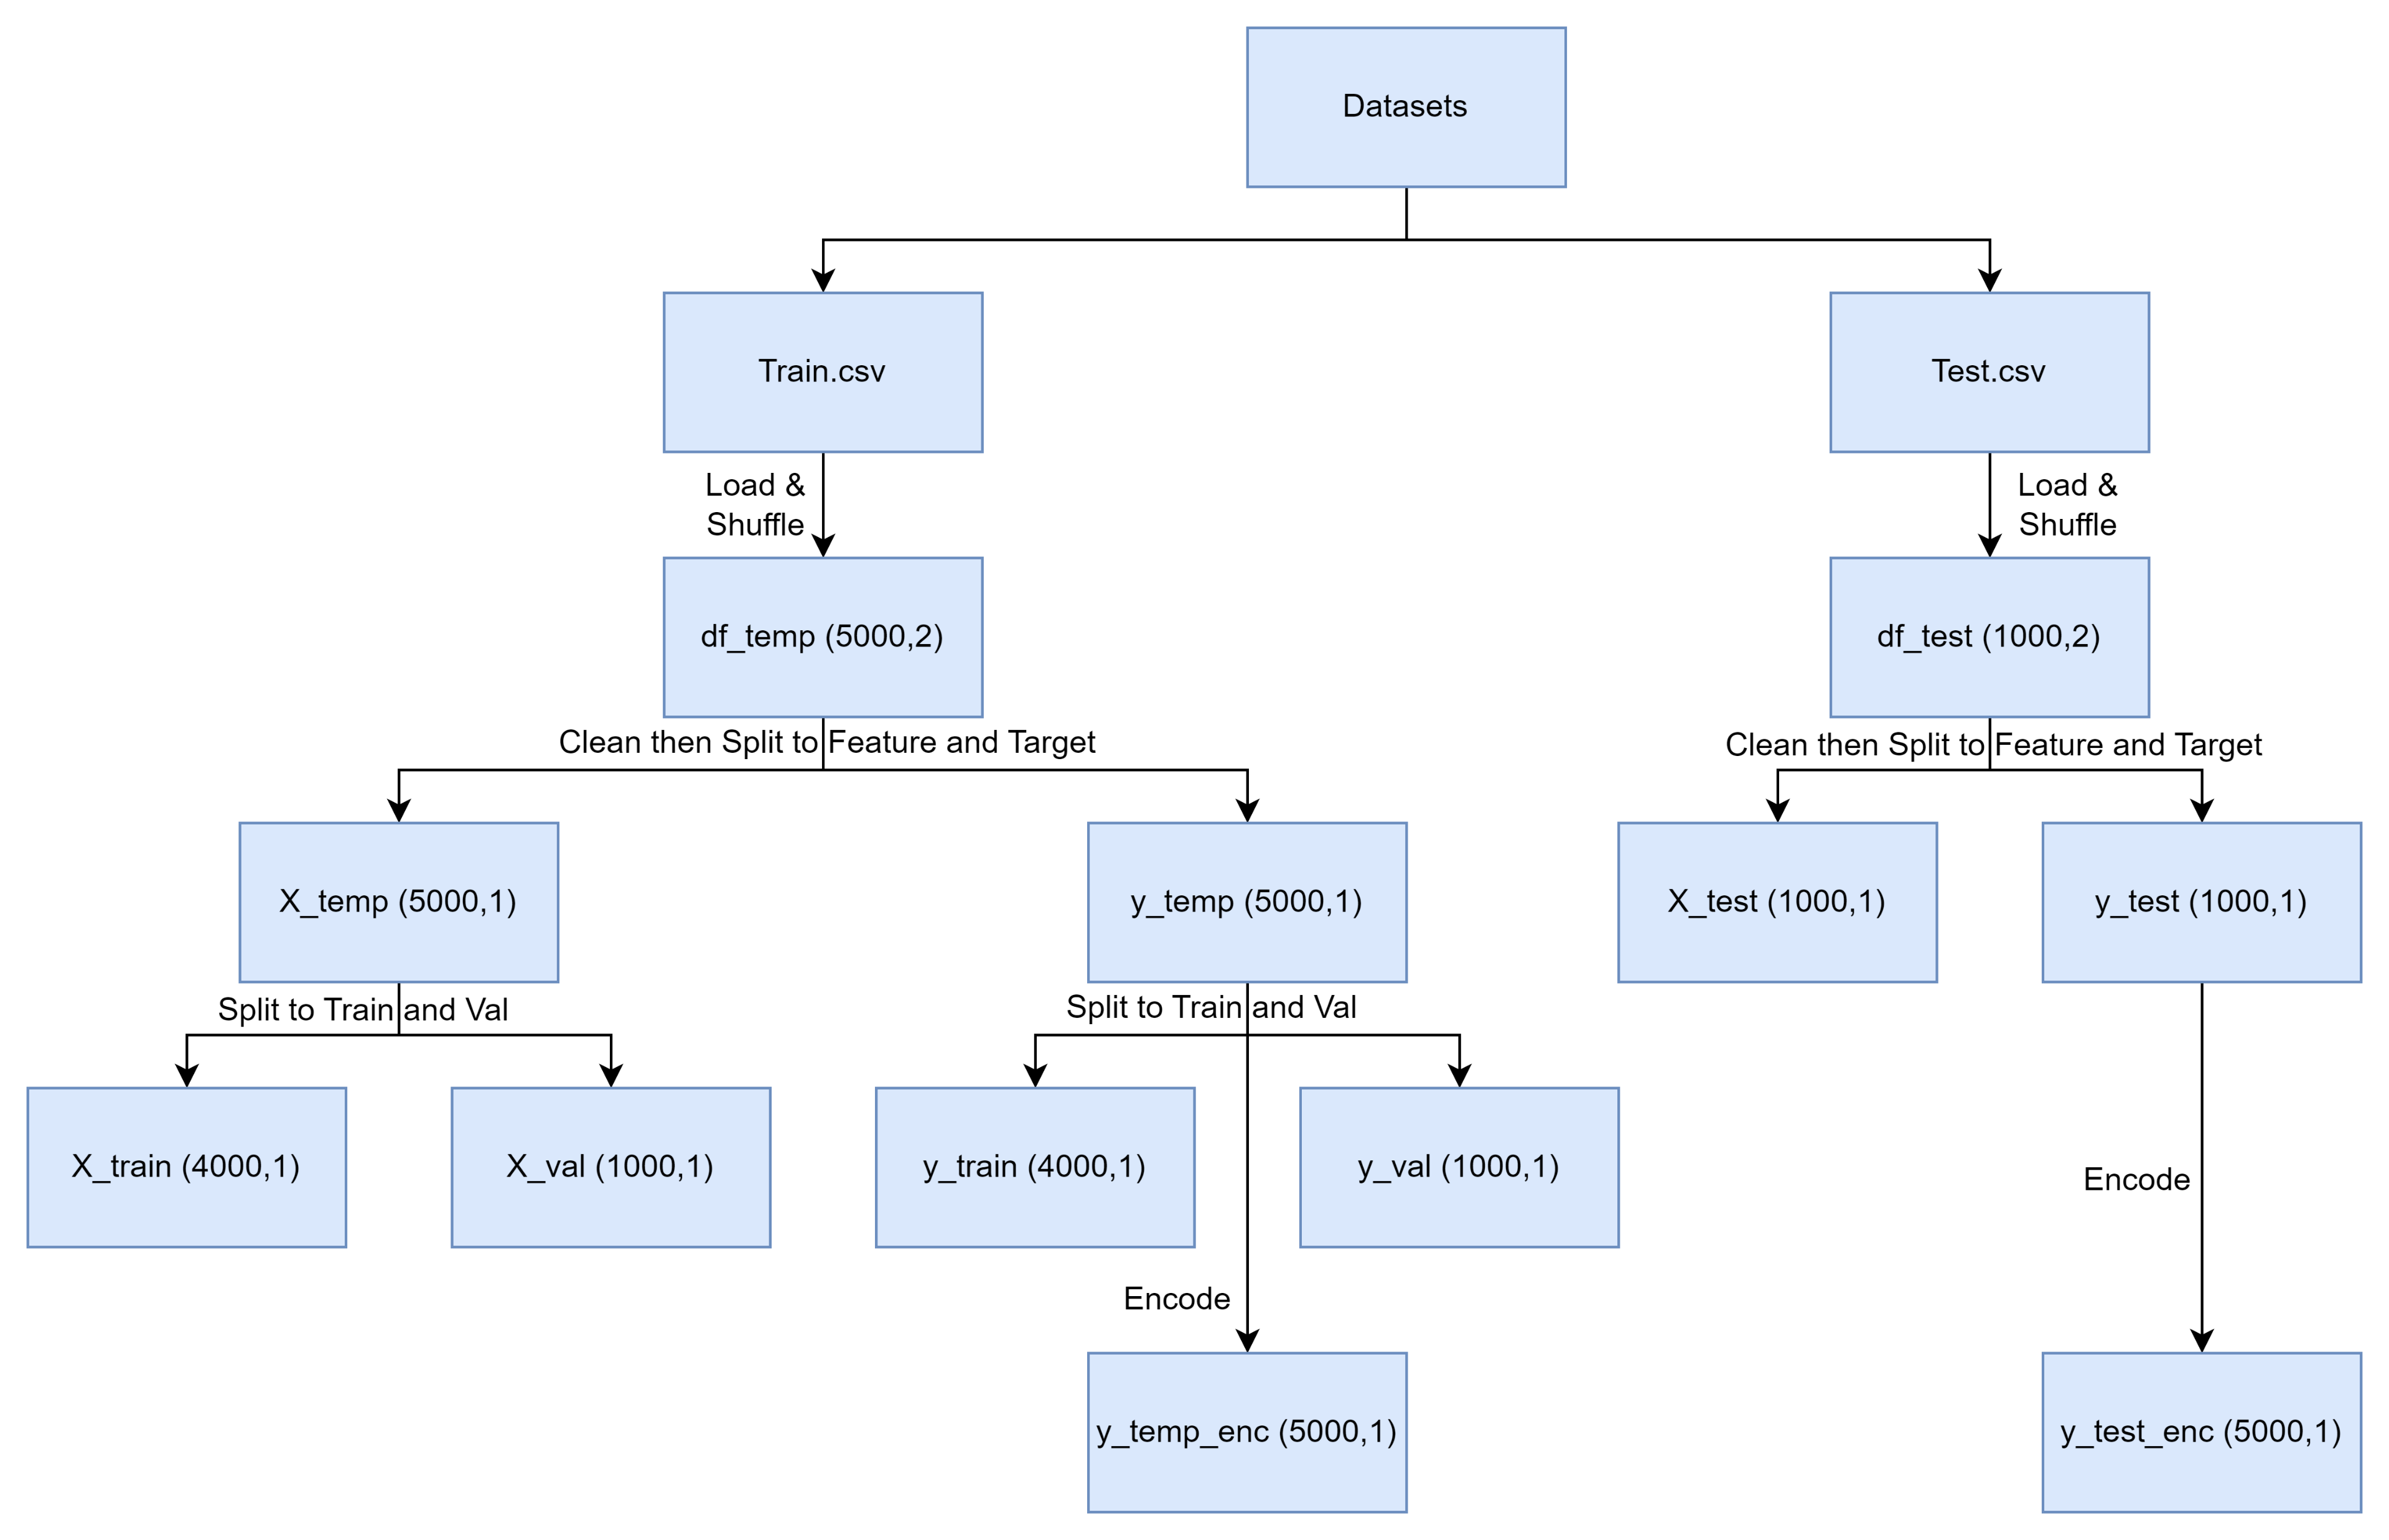 Datasets
Train.csv
Test.csv
Load &
Shuffle
Load &
Shuffle
df_temp (5000,2)
df_test (1000,2)
Clean then Split to Feature and Target
Clean then Split to Feature and Target
X_temp (5000,1)
y_temp (5000,1)
X_test (1000,1)
y_test (1000,1)
Split to Train and Val
Split to Train and Val
X_train (4000,1)
X_val (1000,1)
y_train (4000,1)
y_val (1000,1)
Encode
Encode
y_temp_enc (5000,1)
y_test_enc (5000,1)